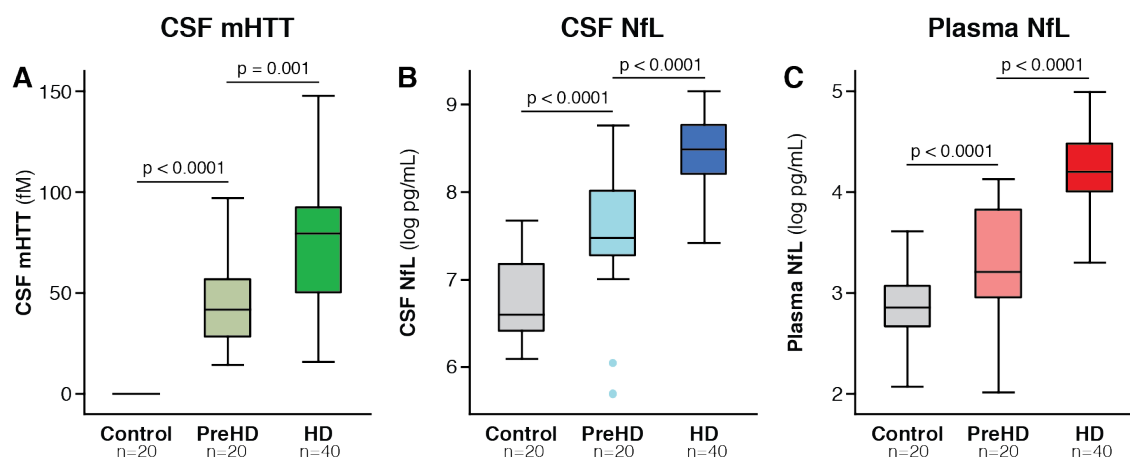 CSF mHTT
A
CSF mHTT (fM)
150
100
50
0
p < 0.0001
p = 0.001
Control
n=20
PreHD
n=20
HD
n=40
CSF NfL
B
CSF NfL (log pg/mL)
9
8
7
6
p < 0.0001
p < 0.0001
Control
n=20
PreHD
n=20
HD
n=40
Plasma NfL
C
Plasma NfL (log pg/mL)
5
4
3
2
p < 0.0001
p < 0.0001
Control
n=20
PreHD
n=20
HD
n=40